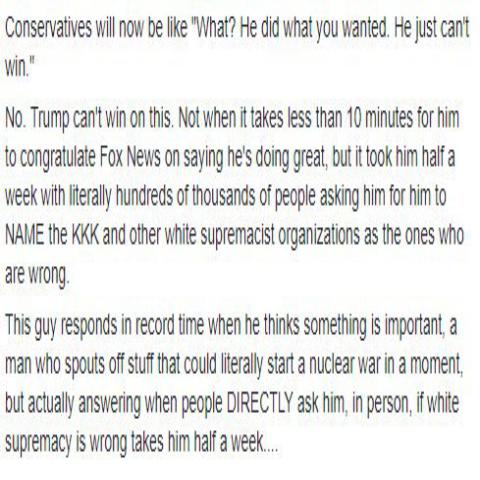 Conservatives will now be like "What? He did what you wanted. He just can't
win."
No. Trump can't win on this. Not when it takes less than 10 minutes for him
to congratulate Fox News on saying he's doing great, but it took him half a
week with literally hundreds of thousands of people asking him for him to
NAME the KKK and other white supremacist organizations as the ones who
are wrong.
This guy responds in record time when he thinks something is important, a
man who spouts off stuff that could literally start a nuclear war in a moment,
but actually answering when people DIRECTLY ask him, in person, if white
supremacy is wrong takes him half a week....